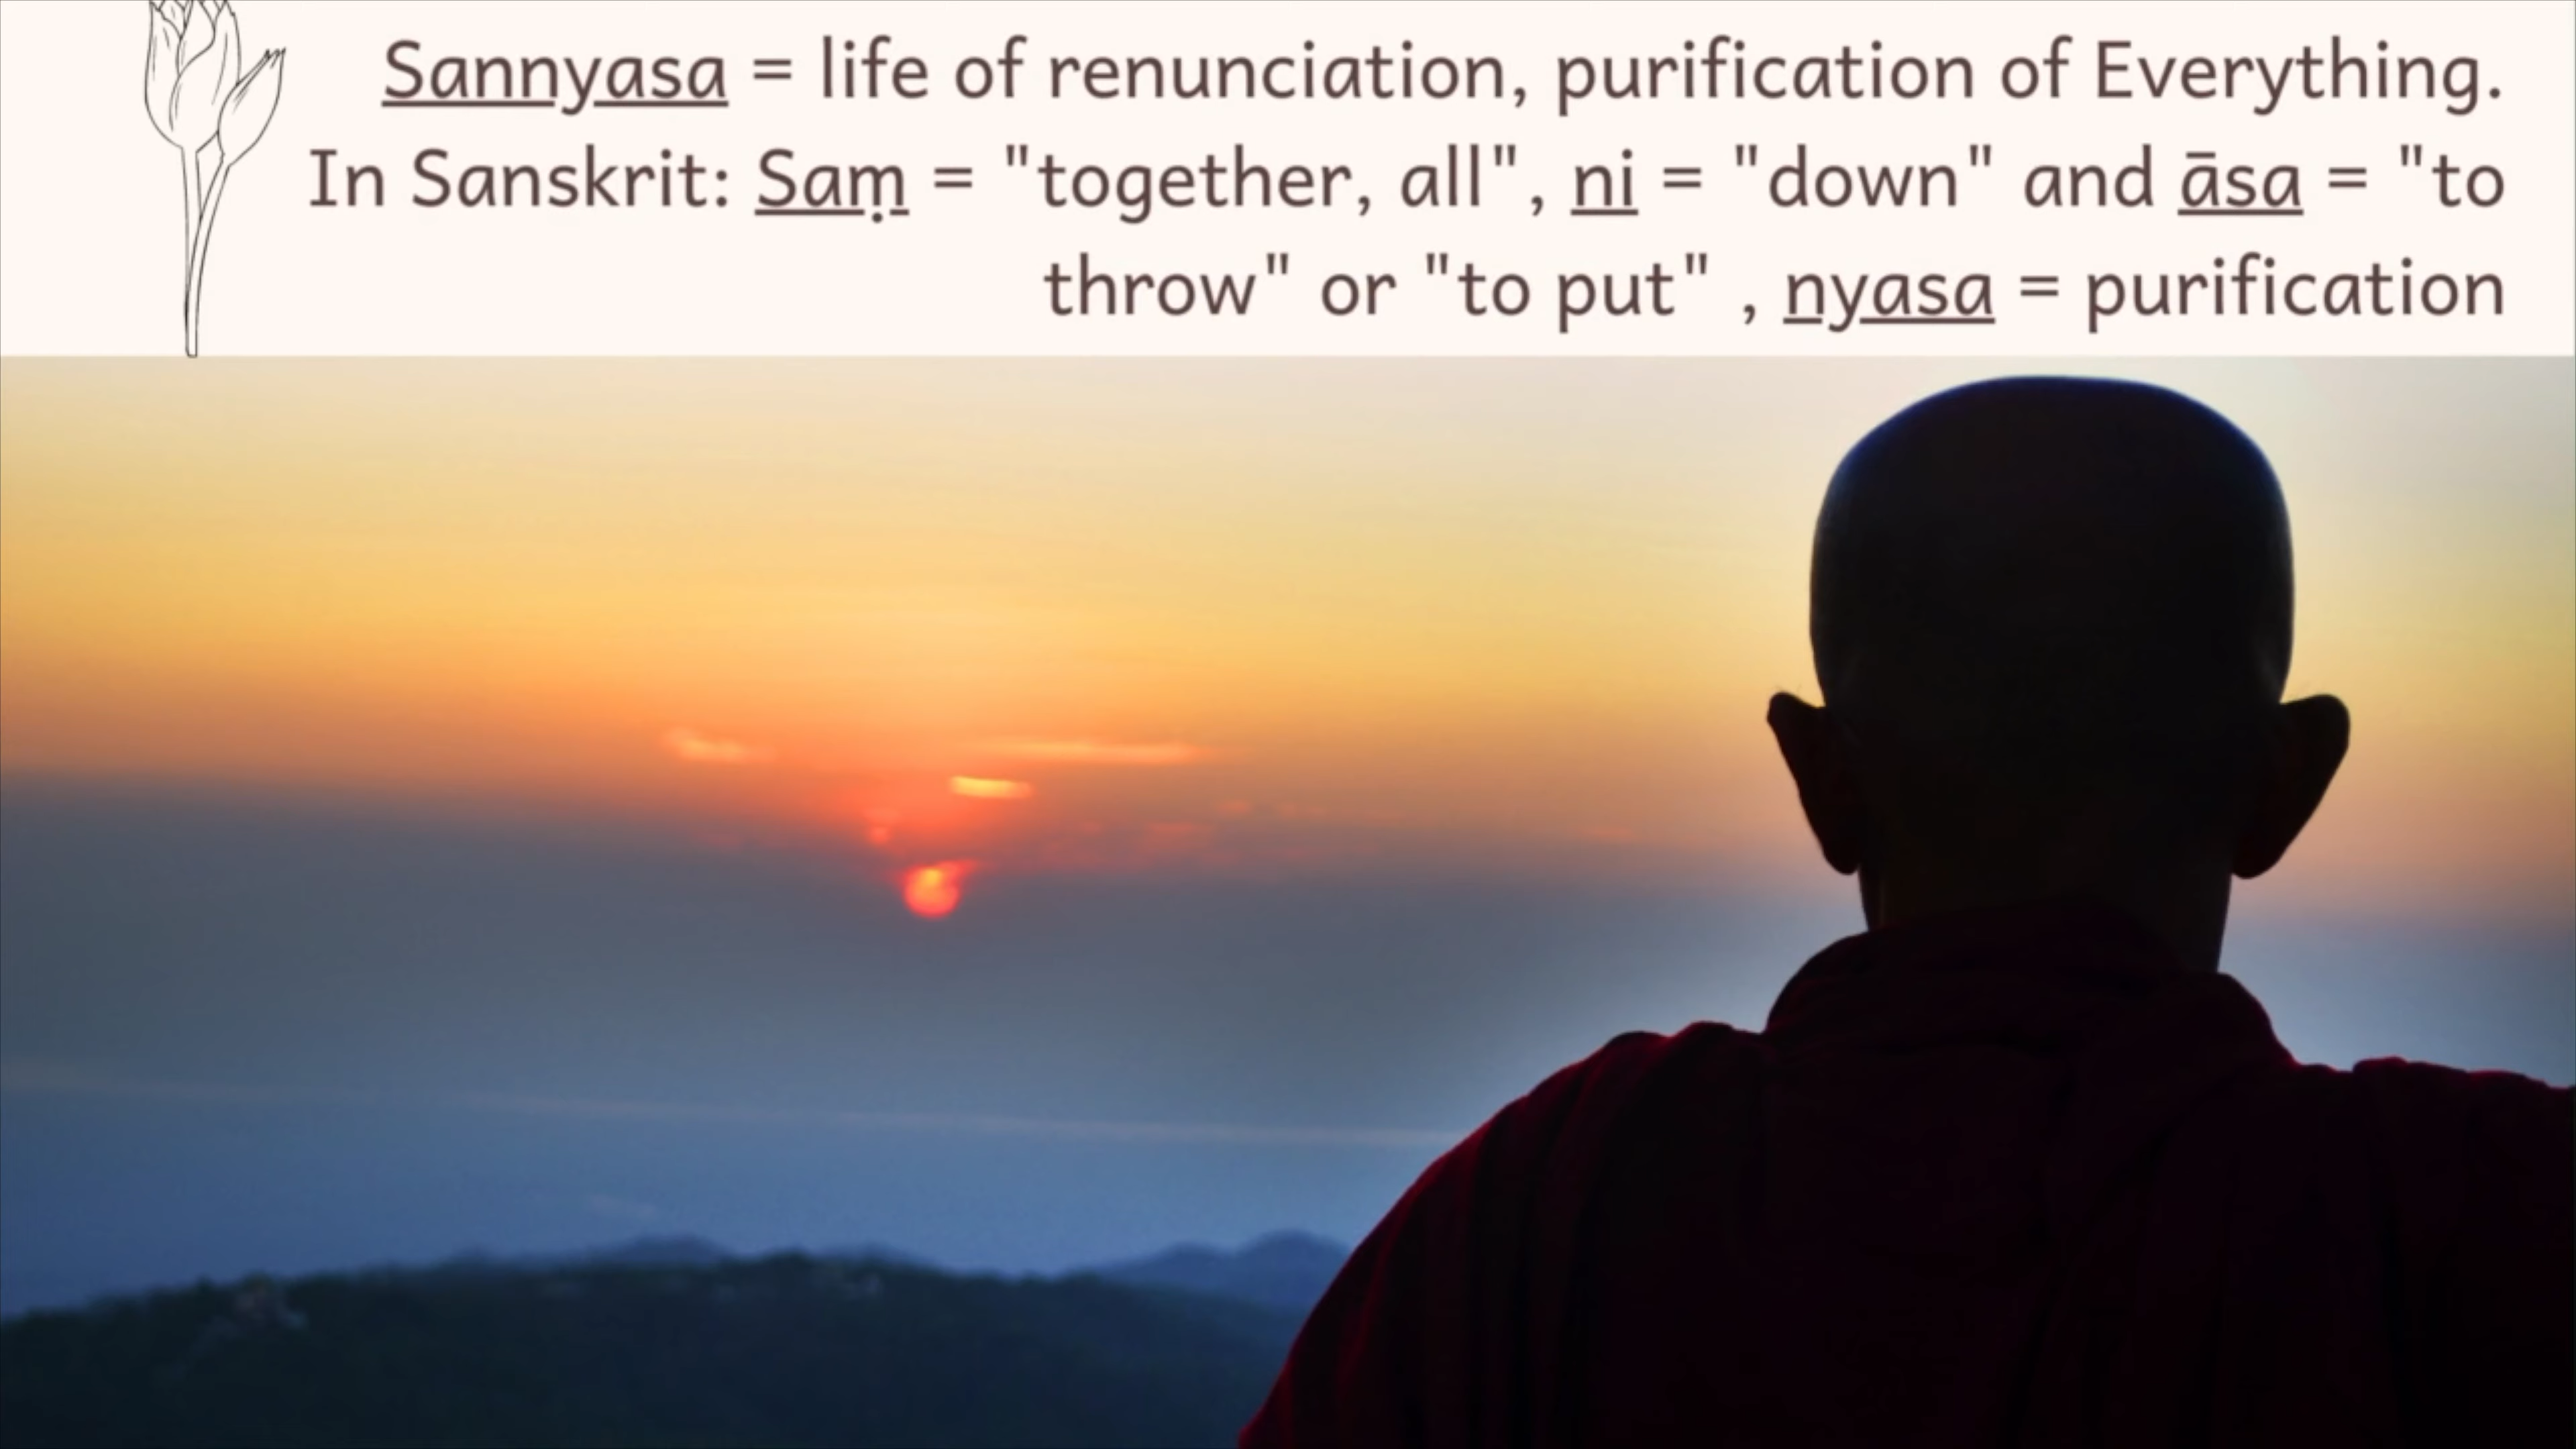 Sannyasa = life of renunciation, purification of Everything.
In Sanskrit: Saṃ = "together, all", ni = "down" and āsa = "to
throw" or "to put" , nyasa = purification